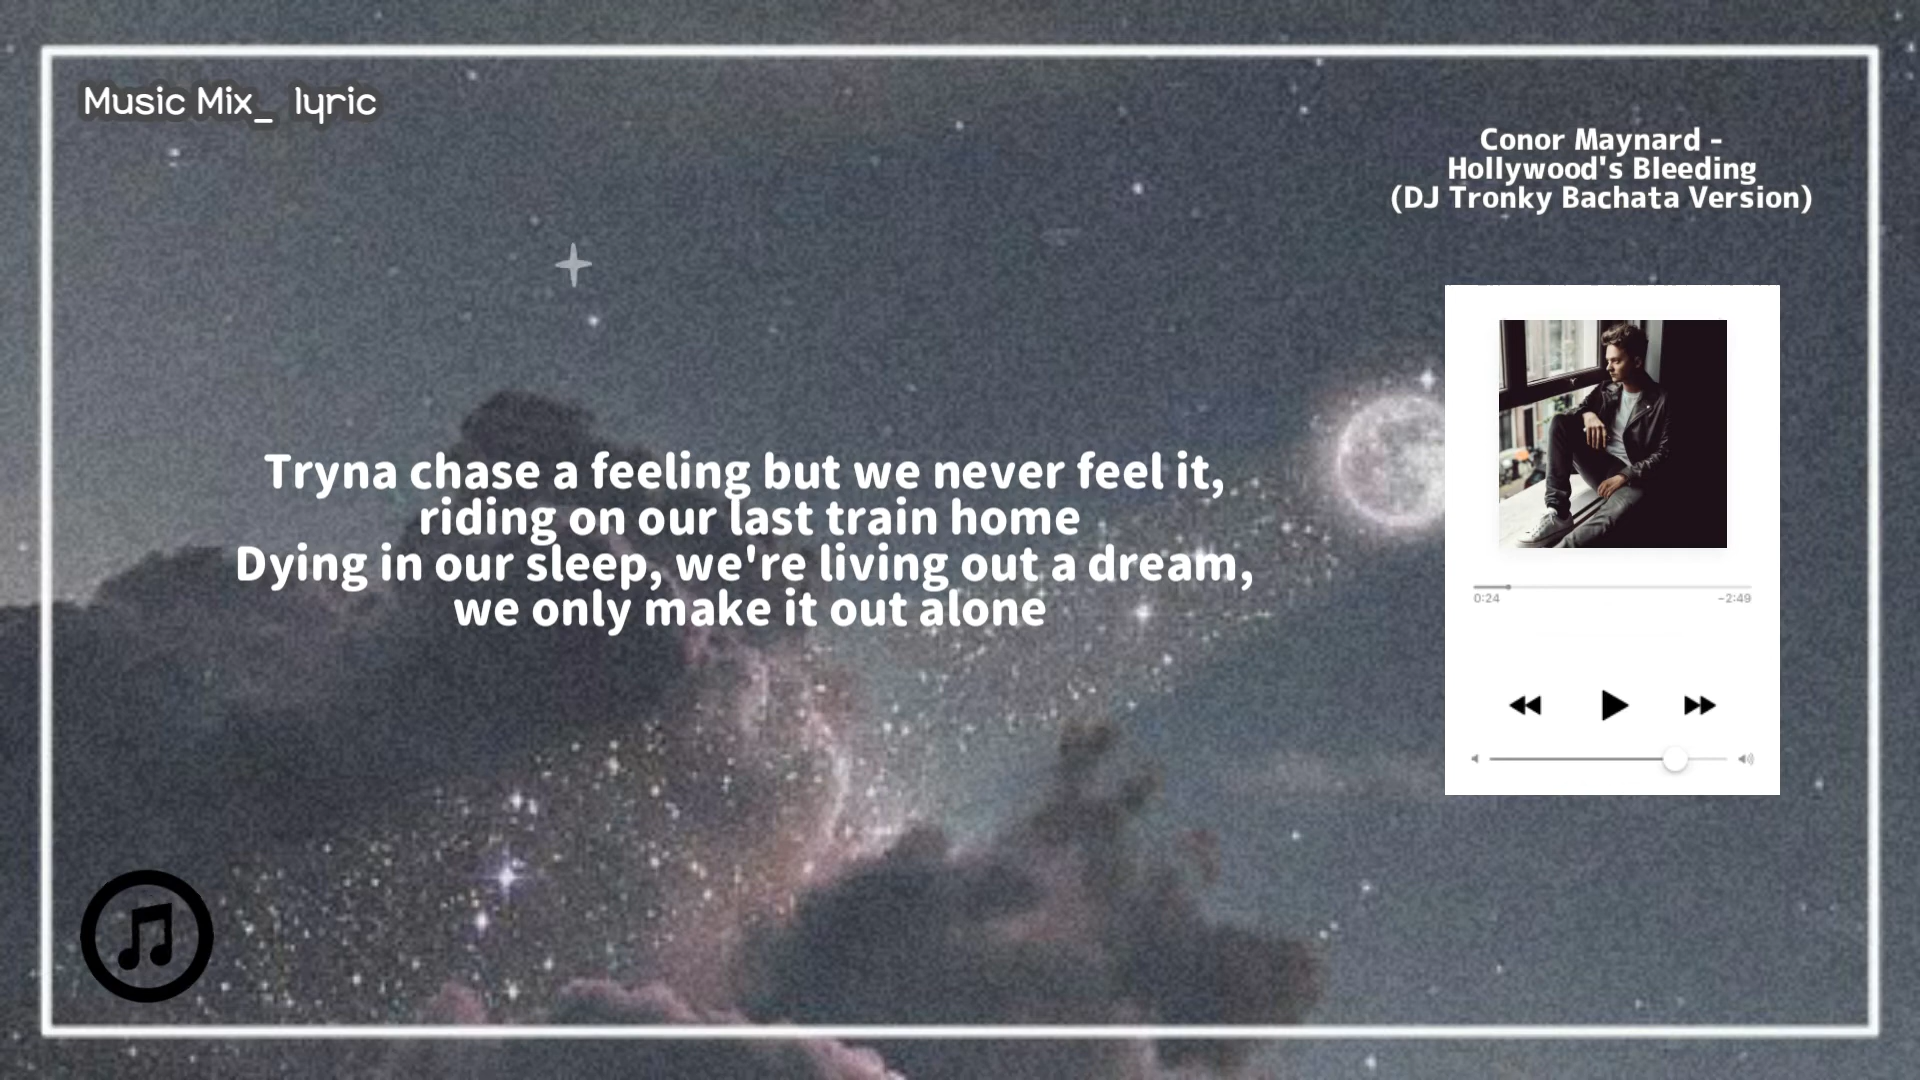 Music Mix_ lyric
Conor Maynard -
Hollywood's Bleeding
(DJ Tronky Bachata Version)
Tryna chase a feeling but we never feel it,
riding on our last train home
Dying in our sleep, we're living out a dream,
we only make it out alone
0:24
−2:49